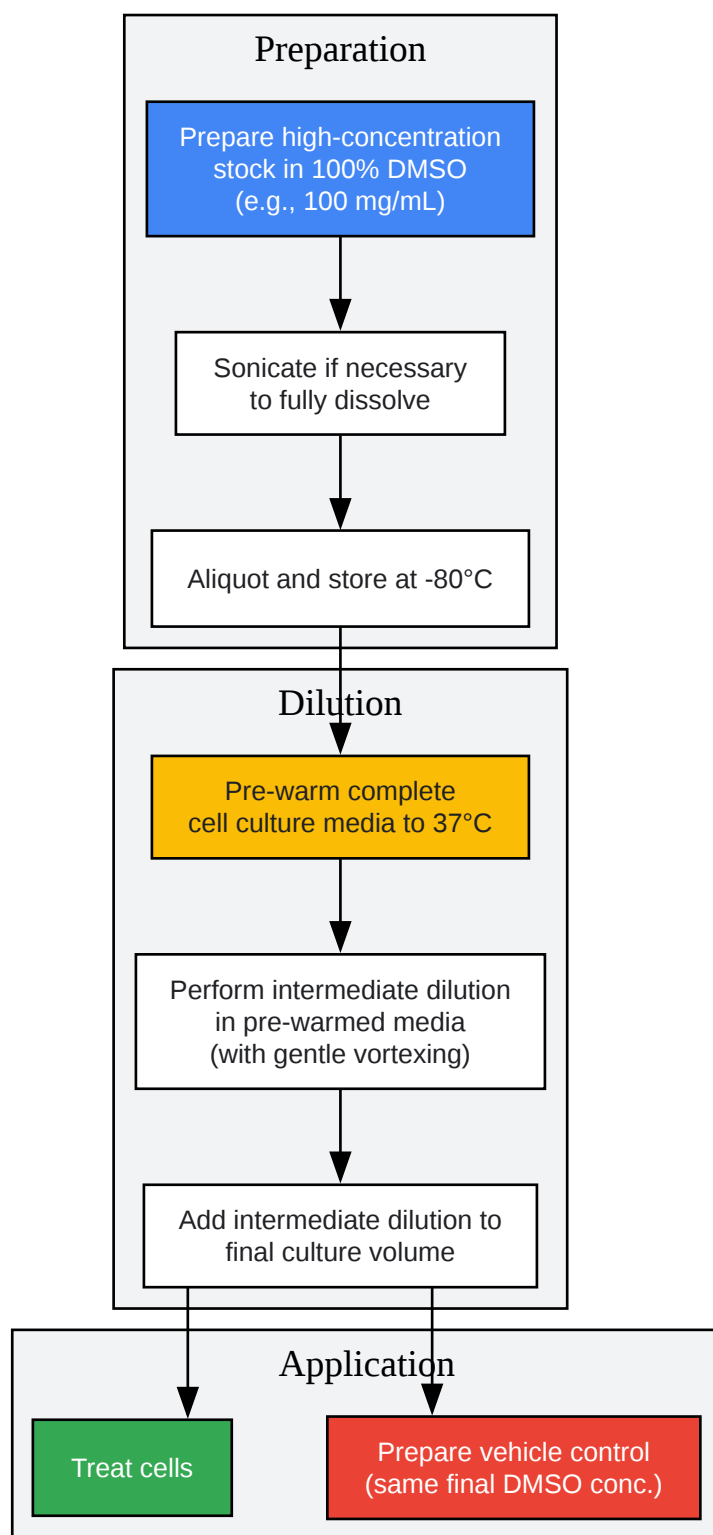 Preparation
Prepare high-concentration
stock in 100% DMSO
(e.g., 100 mg/mL)
Sonicate if necessary
to fully dissolve
Aliquot and store at -80°C
Dilution
Pre-warm complete
cell culture media to 37°C
Perform intermediate dilution
in pre-warmed media
(with gentle vortexing)
Add intermediate dilution to
final culture volume
Application
Treat cells
Prepare vehicle control
(same final DMSO conc.)